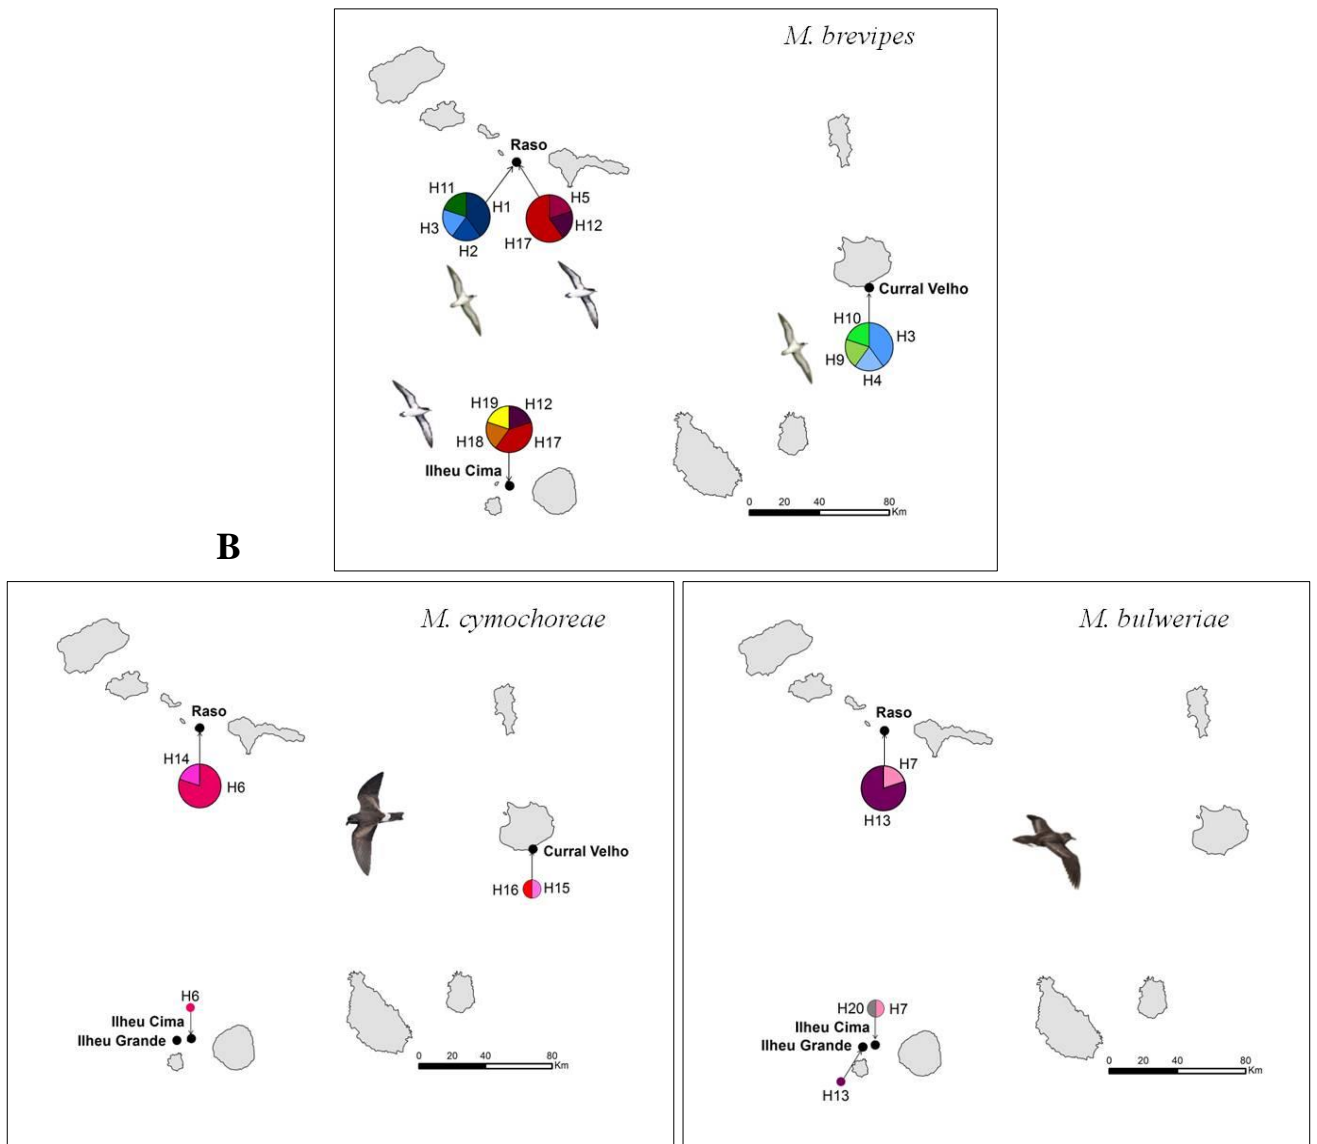 M. brevipes
Raso
H11
H1
H3
H2
H5
H12
H17
Curral Velho
H10
H3
H9
H4
H19
H12
H18
H17
Ilheu Cima
0 20 40 80
Km
B
M. cymochoreae
Raso
H14
H6
Curral Velho
H16
H15
H6
Ilheu Cima
Ilheu Grande
0 20 40 80
Km
M. bulweriae
Raso
H7
H13
H20
H7
Ilheu Cima
Ilheu Grande
H13
0 20 40 80
Km